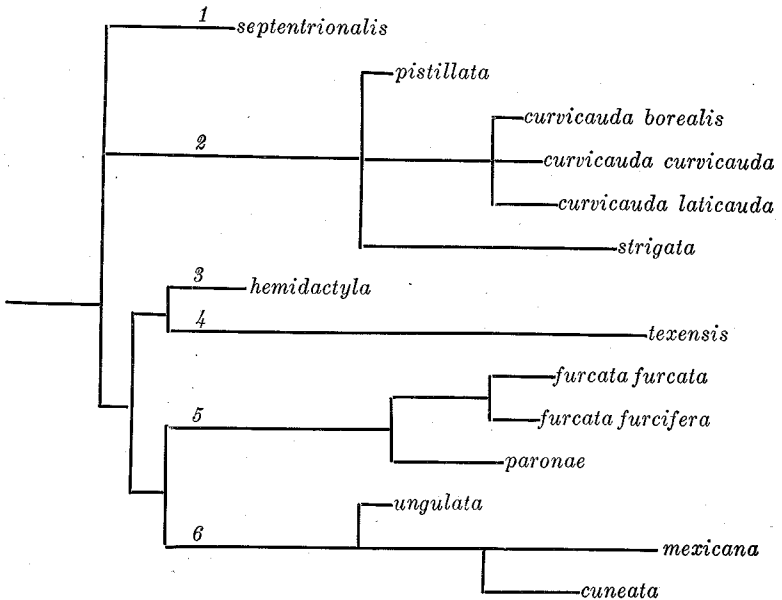 1
septentrionalis
pistillata
curvicauda borealis
2
curvicauda curvicauda
curvicauda laticauda
strigata
3
hemidactyla
4
texensis
furcata furcata
5
furcata furcifera
paronae
ungulata
6
mexicana
cuneata